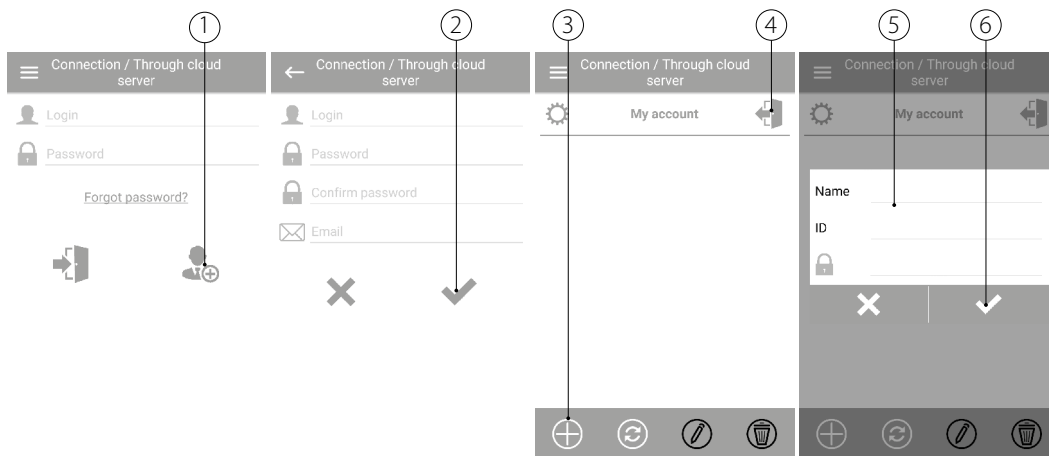 1
2
3
4
5
6
Connection / Through cloud
server
Login
Password
Forgot password?
Connection / Through cloud
server
Login
Password
Confirm password
Email
Connection / Through cloud
server
My account
Connection / Through cloud
server
My account
Name
ID